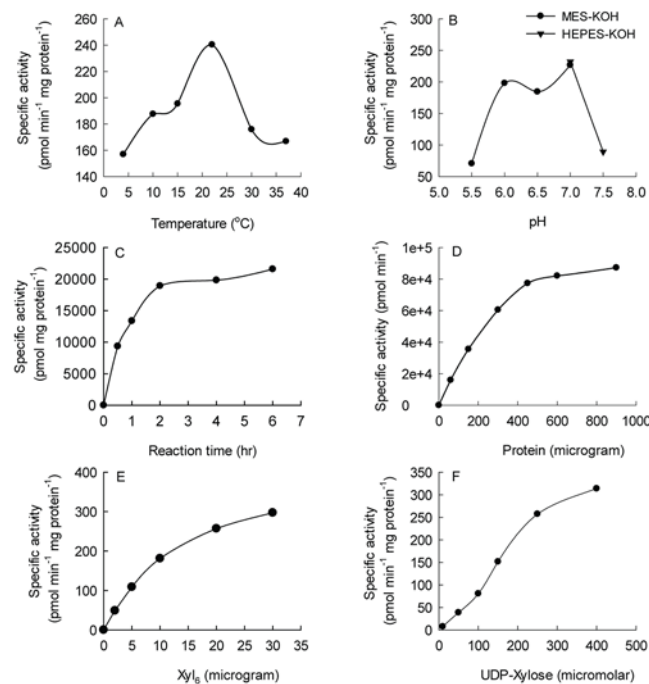 A
Specific activity
(pmol min⁻¹ mg protein⁻¹)
260
240
220
200
180
160
140
0 5 10 15 20 25 30 35 40
Temperature (°C)
B
MES-KOH
HEPES-KOH
Specific activity
(pmol min⁻¹ mg protein⁻¹)
300
250
200
150
100
50
0
5.0 5.5 6.0 6.5 7.0 7.5 8.0
pH
C
Specific activity
(pmol mg protein⁻¹)
25000
20000
15000
10000
5000
0
0 1 2 3 4 5 6 7
Reaction time (hr)
D
Specific activity (pmol min⁻¹)
1e+5
8e+4
6e+4
4e+4
2e+4
0
0 200 400 600 800 1000
Protein (microgram)
E
Specific activity
(pmol min⁻¹ mg protein⁻¹)
400
300
200
100
0
0 5 10 15 20 25 30 35
Xyl₆ (microgram)
F
Specific activity
(pmol min⁻¹ mg protein⁻¹)
350
300
250
200
150
100
50
0
0 100 200 300 400 500
UDP-Xylose (micromolar)